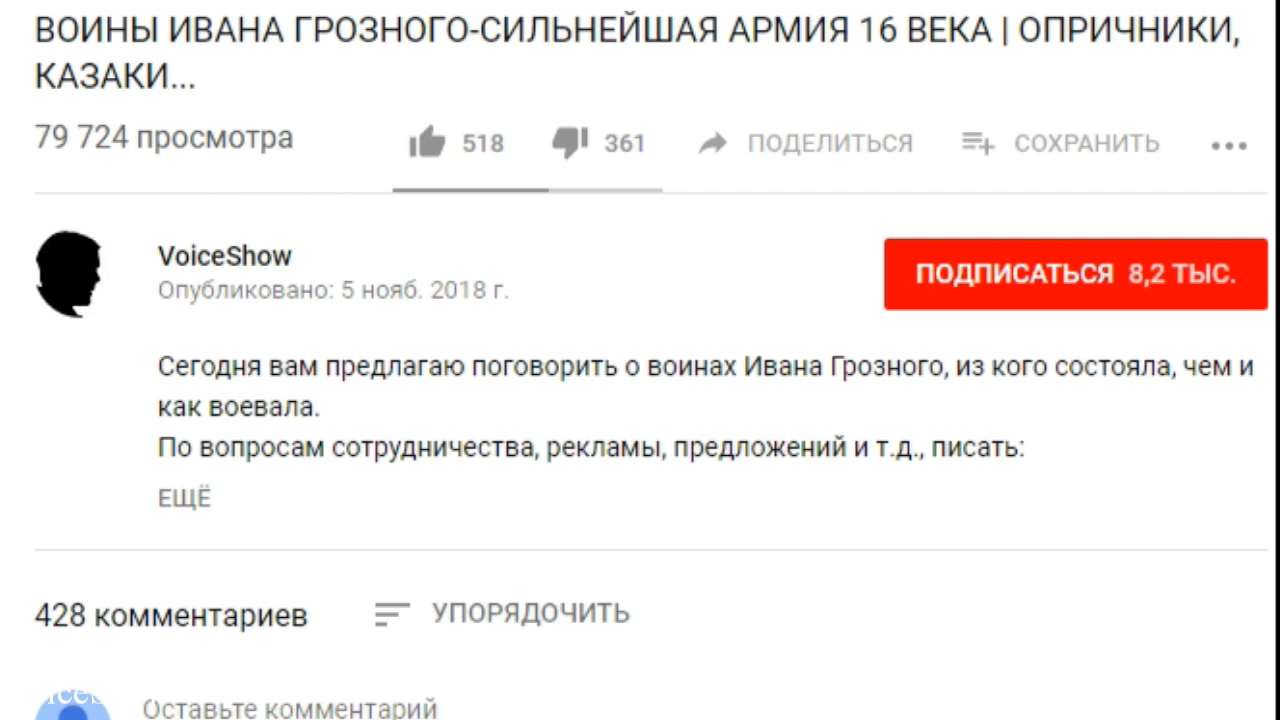 ВОИНЫ ИВАНА ГРОЗНОГО-СИЛЬНЕЙШАЯ АРМИЯ 16 ВЕКА | ОПРИЧНИКИ,
КАЗАКИ...
79 724 просмотра 518 361 ПОДЕЛИТЬСЯ СОХРАНИТЬ
VoiceShow
Опубликовано: 5 нояб. 2018 г.
ПОДПИСАТЬСЯ 8,2 ТЫС.
Сегодня вам предлагаю поговорить о воинах Ивана Грозного, из кого состояла, чем и
как воевала.
По вопросам сотрудничества, рекламы, предложений и т.д., писать:
ЕЩЁ
428 комментариев УПОРЯДОЧИТЬ
Оставьте комментарий